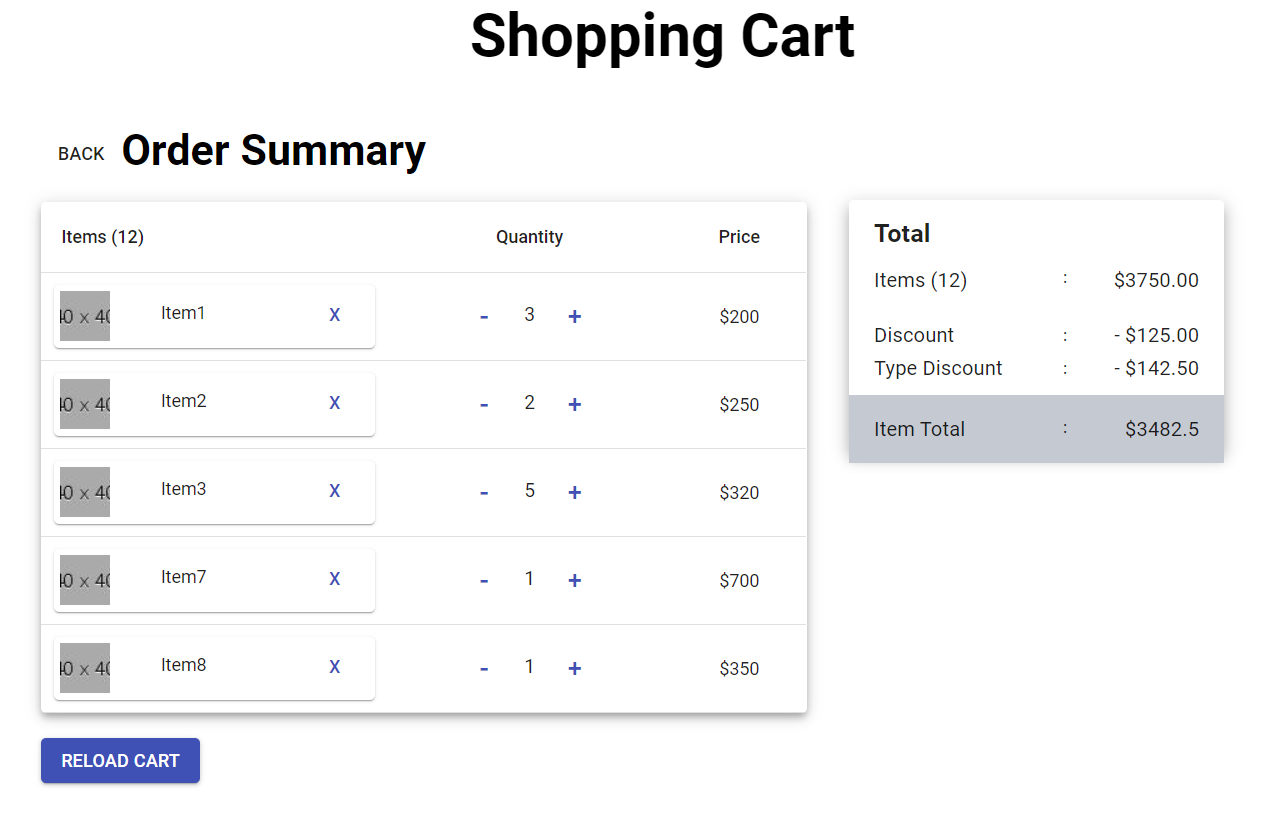 Shopping Cart
BACK Order Summary
Items (12) Quantity Price
40 x 40 Item1 X - 3 + $200
40 x 40 Item2 X - 2 + $250
40 x 40 Item3 X - 5 + $320
40 x 40 Item7 X - 1 + $700
40 x 40 Item8 X - 1 + $350
RELOAD CART
Total
Items (12) : $3750.00
Discount : - $125.00
Type Discount : - $142.50
Item Total : $3482.5